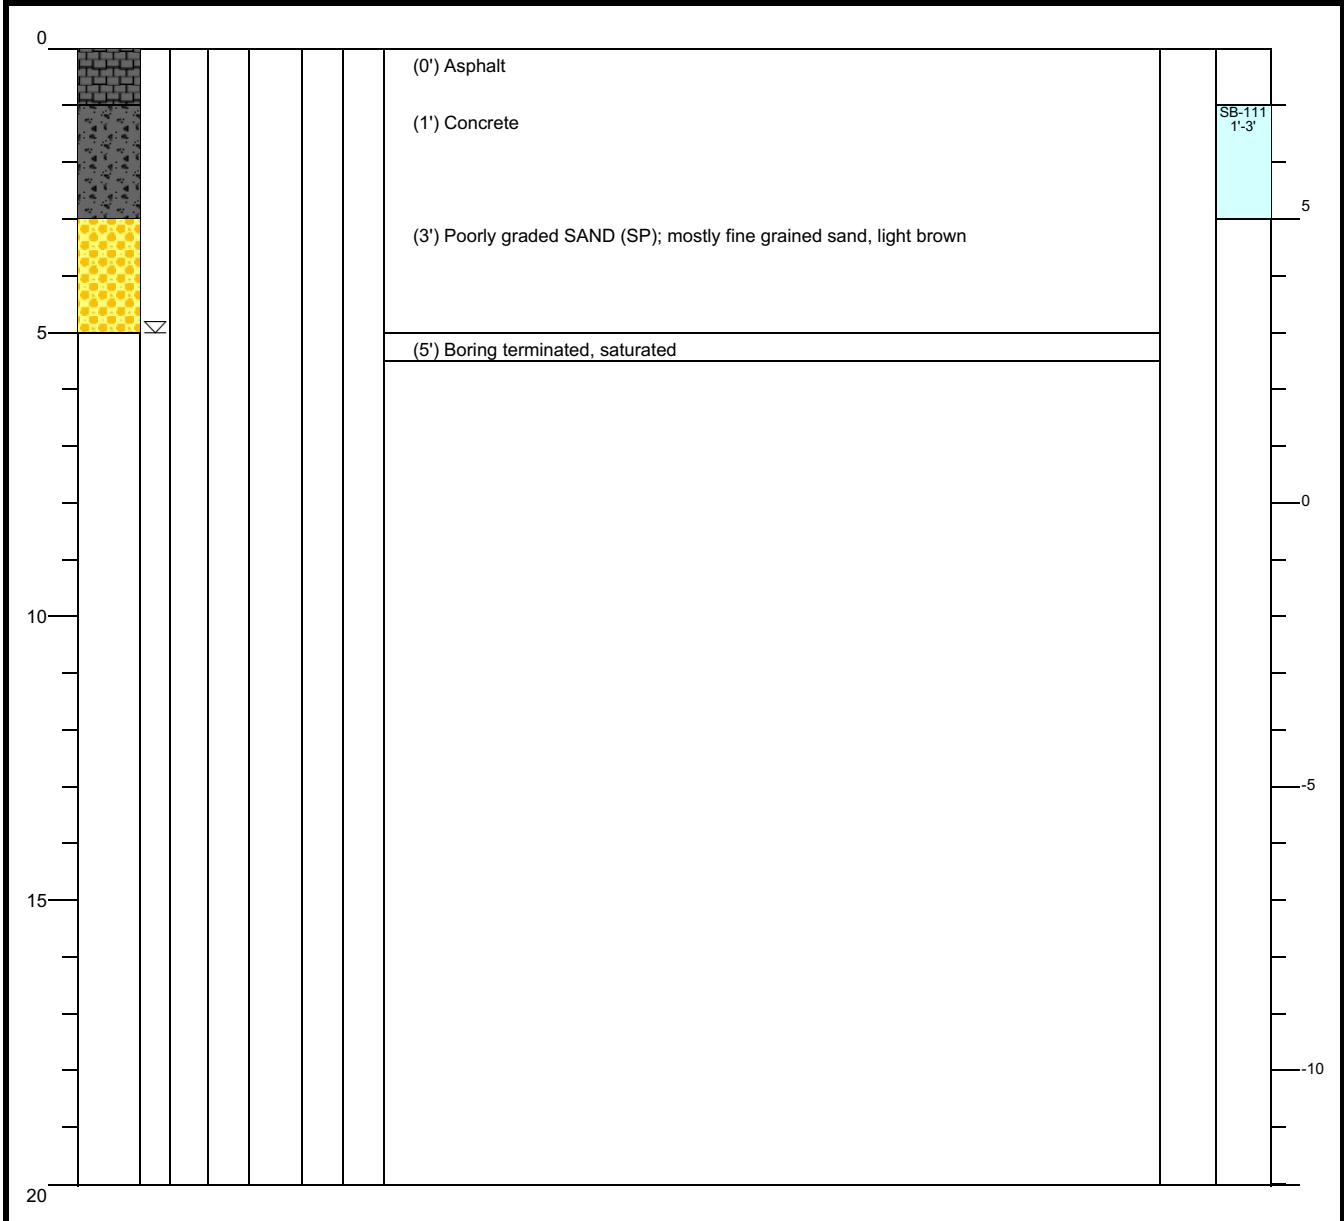 0
(0') Asphalt
(1') Concrete
SB-111
1'-3'
5
(3') Poorly graded SAND (SP); mostly fine grained sand, light brown
5
(5') Boring terminated, saturated
0
10
-5
15
-10
20